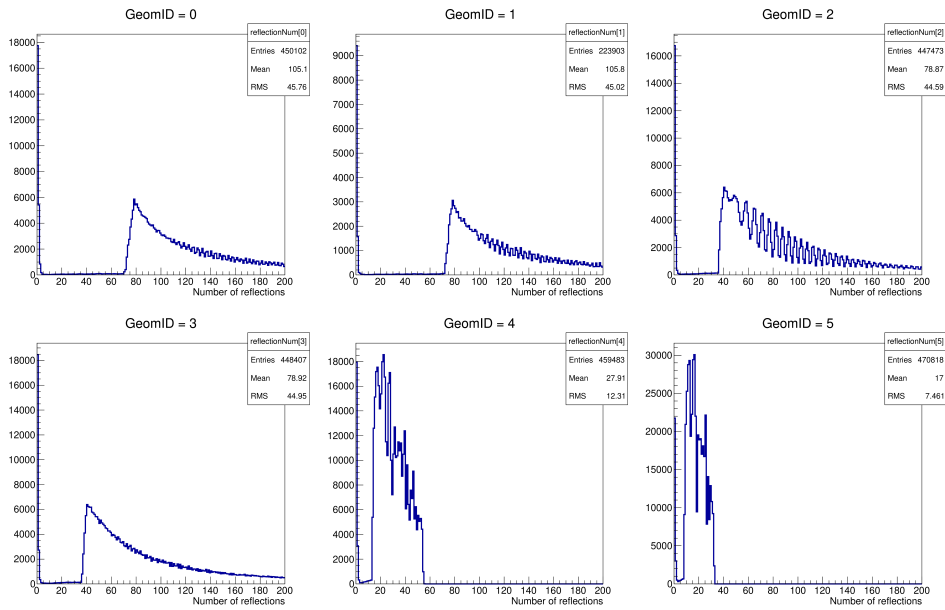 GeomID = 0
reflectionNum[0]
Entries 450102
Mean 105.1
RMS 45.76
18000
16000
14000
12000
10000
8000
6000
4000
2000
0
0 20 40 60 80 100 120 140 160 180 200
Number of reflections
GeomID = 1
reflectionNum[1]
Entries 223903
Mean 105.8
RMS 45.02
9000
8000
7000
6000
5000
4000
3000
2000
1000
0
0 20 40 60 80 100 120 140 160 180 200
Number of reflections
GeomID = 2
reflectionNum[2]
Entries 447473
Mean 78.87
RMS 44.59
16000
14000
12000
10000
8000
6000
4000
2000
0
0 20 40 60 80 100 120 140 160 180 200
Number of reflections
GeomID = 3
reflectionNum[3]
Entries 448407
Mean 78.92
RMS 44.95
18000
16000
14000
12000
10000
8000
6000
4000
2000
0
0 20 40 60 80 100 120 140 160 180 200
Number of reflections
GeomID = 4
reflectionNum[4]
Entries 459483
Mean 27.91
RMS 12.31
18000
16000
14000
12000
10000
8000
6000
4000
2000
0
0 20 40 60 80 100 120 140 160 180 200
Number of reflections
GeomID = 5
reflectionNum[5]
Entries 470818
Mean 17
RMS 7.461
30000
25000
20000
15000
10000
5000
0
0 20 40 60 80 100 120 140 160 180 200
Number of reflections